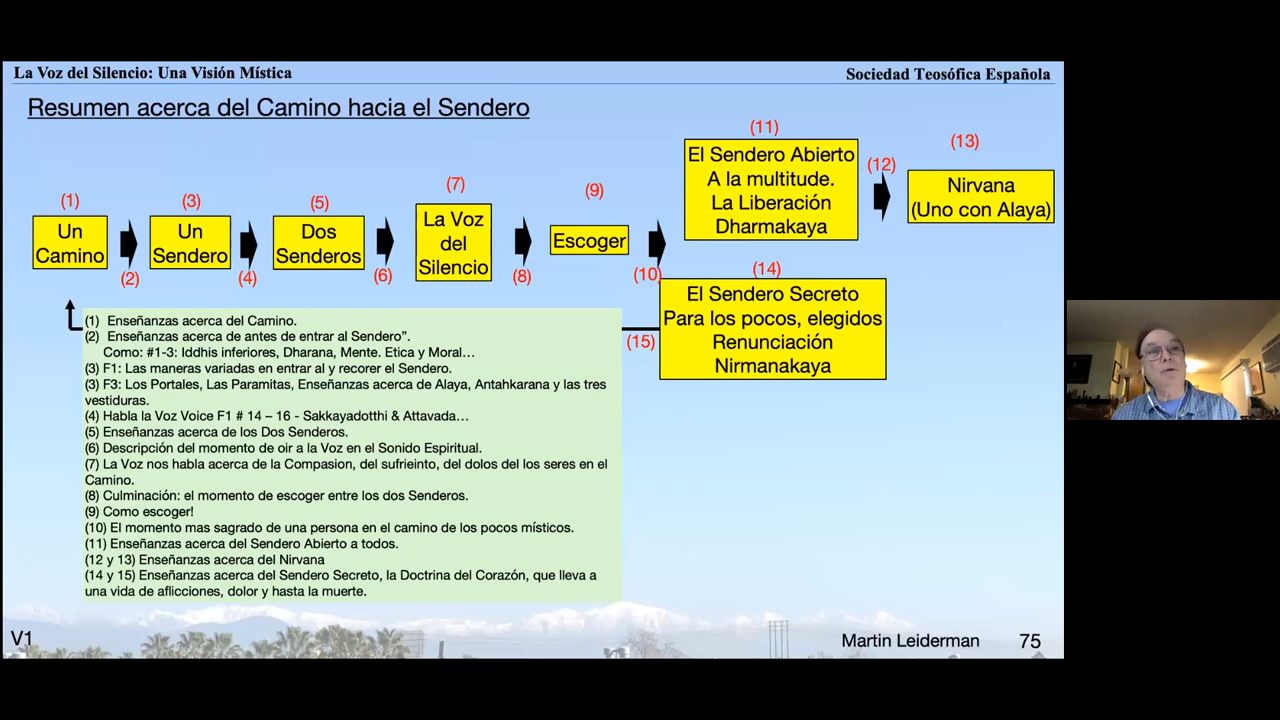 La Voz del Silencio: Una Visión Mística
Sociedad Teosófica Española
Resumen acerca del Camino hacia el Sendero
(1)
Un
Camino
(2)
(3)
Un
Sendero
(4)
(5)
Dos
Senderos
(6)
(7)
La Voz
del
Silencio
(8)
(9)
Escoger
(10)
(11)
El Sendero Abierto
A la multitude.
La Liberación
Dharmakaya
(12)
(13)
Nirvana
(Uno con Alaya)
(14)
El Sendero Secreto
Para los pocos, elegidos
Renunciación
Nirmanakaya
(15)
(1) Enseñanzas acerca del Camino.
(2) Enseñanzas acerca de antes de entrar al Sendero”.
Como: #1-3: Iddhis inferiores, Dharana, Mente. Etica y Moral…
(3) F1: Las maneras variadas en entrar al y recorer el Sendero.
(3) F3: Los Portales, Las Paramitas, Enseñanzas acerca de Alaya, Antahkarana y las tres
vestiduras.
(4) Habla la Voz Voice F1 # 14 – 16 - Sakkayadotthi & Attavada…
(5) Enseñanzas acerca de los Dos Senderos.
(6) Descripción del momento de oir a la Voz en el Sonido Espiritual.
(7) La Voz nos habla acerca de la Compasion, del sufrieinto, del dolos del los seres en el
Camino.
(8) Culminación: el momento de escoger entre los dos Senderos.
(9) Como escoger!
(10) El momento mas sagrado de una persona en el camino de los pocos místicos.
(11) Enseñanzas acerca del Sendero Abierto a todos.
(12 y 13) Enseñanzas acerca del Nirvana
(14 y 15) Enseñanzas acerca del Sendero Secreto, la Doctrina del Corazón, que lleva a
una vida de aflicciones, dolor y hasta la muerte.
V1
Martin Leiderman
75